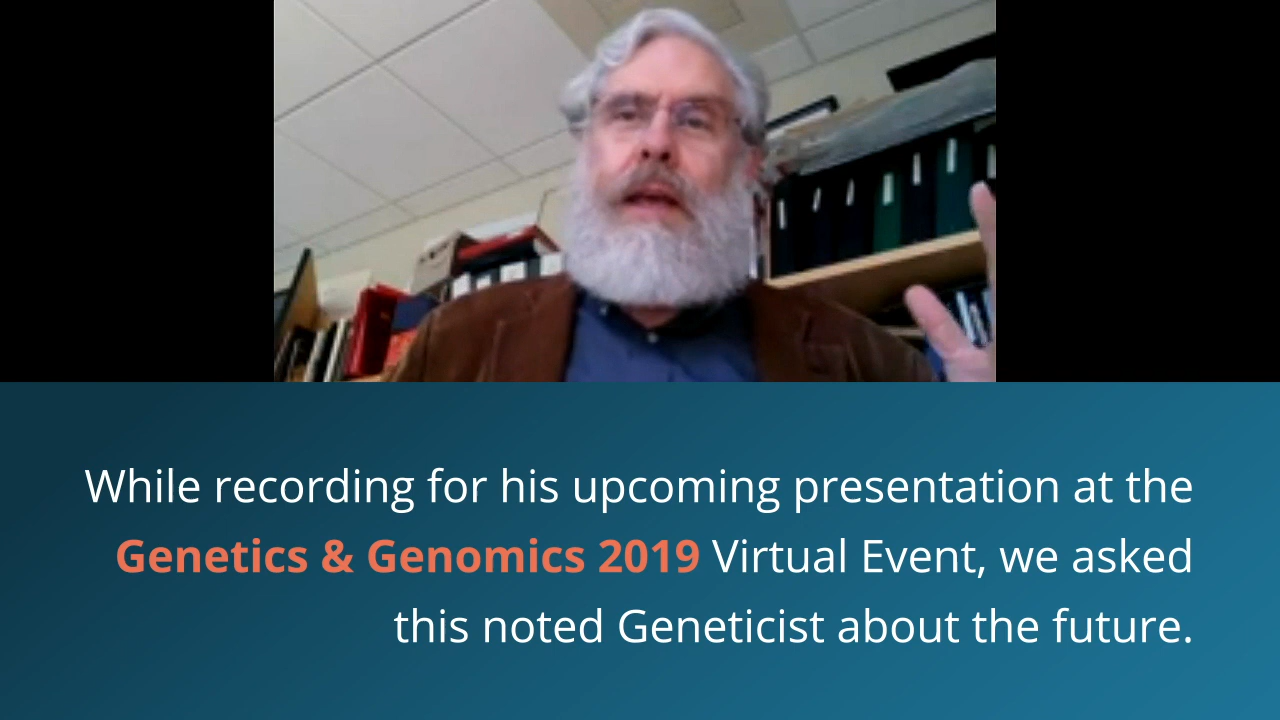 While recording for his upcoming presentation at the
Genetics & Genomics 2019 Virtual Event, we asked
this noted Geneticist about the future.